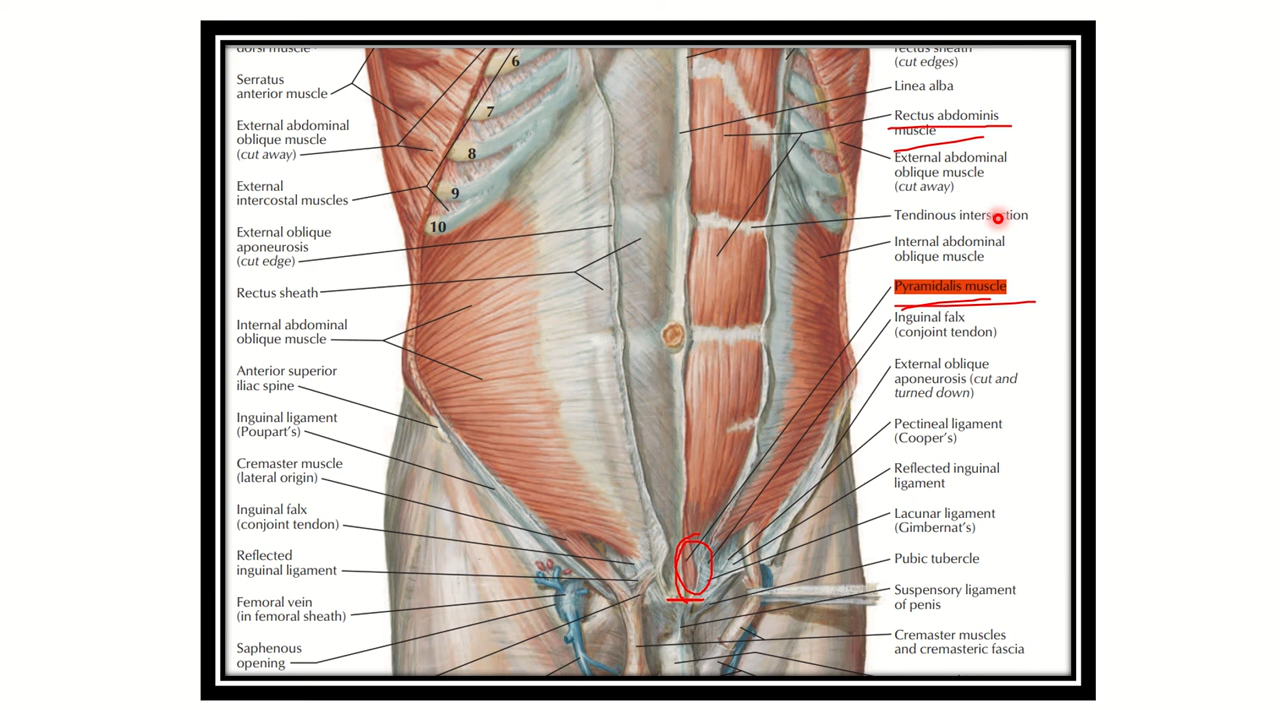 dorsi muscle
Serratus
anterior muscle
External abdominal
oblique muscle
(cut away)
External
intercostal muscles
External oblique
aponeurosis
(cut edge)
Rectus sheath
Internal abdominal
oblique muscle
Anterior superior
iliac spine
Inguinal ligament
(Poupart's)
Cremaster muscle
(lateral origin)
Inguinal falx
(conjoint tendon)
Reflected
inguinal ligament
Femoral vein
(in femoral sheath)
Saphenous
opening
6
7
8
9
10
rectus sheath
(cut edges)
Linea alba
Rectus abdominis
muscle
External abdominal
oblique muscle
(cut away)
Tendinous intersection
Internal abdominal
oblique muscle
Pyramidalis muscle
Inguinal falx
(conjoint tendon)
External oblique
aponeurosis (cut and
turned down)
Pectineal ligament
(Cooper's)
Reflected inguinal
ligament
Lacunar ligament
(Gimbernat's)
Pubic tubercle
Suspensory ligament
of penis
Cremaster muscles
and cremasteric fascia